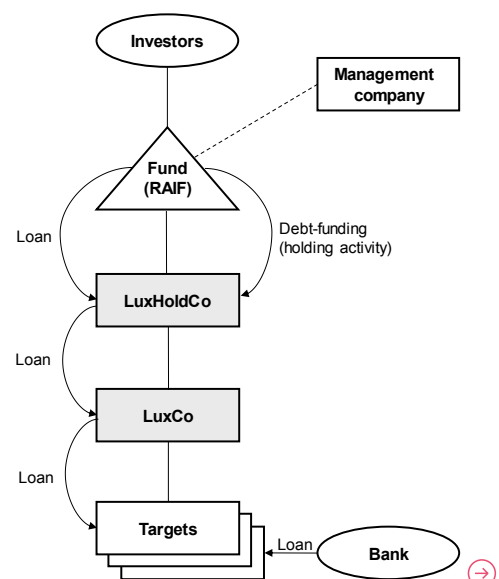 Investors
Management
company
Fund
(RAIF)
Loan
Debt-funding
(holding activity)
LuxHoldCo
Loan
LuxCo
Loan
Targets
Loan
Bank